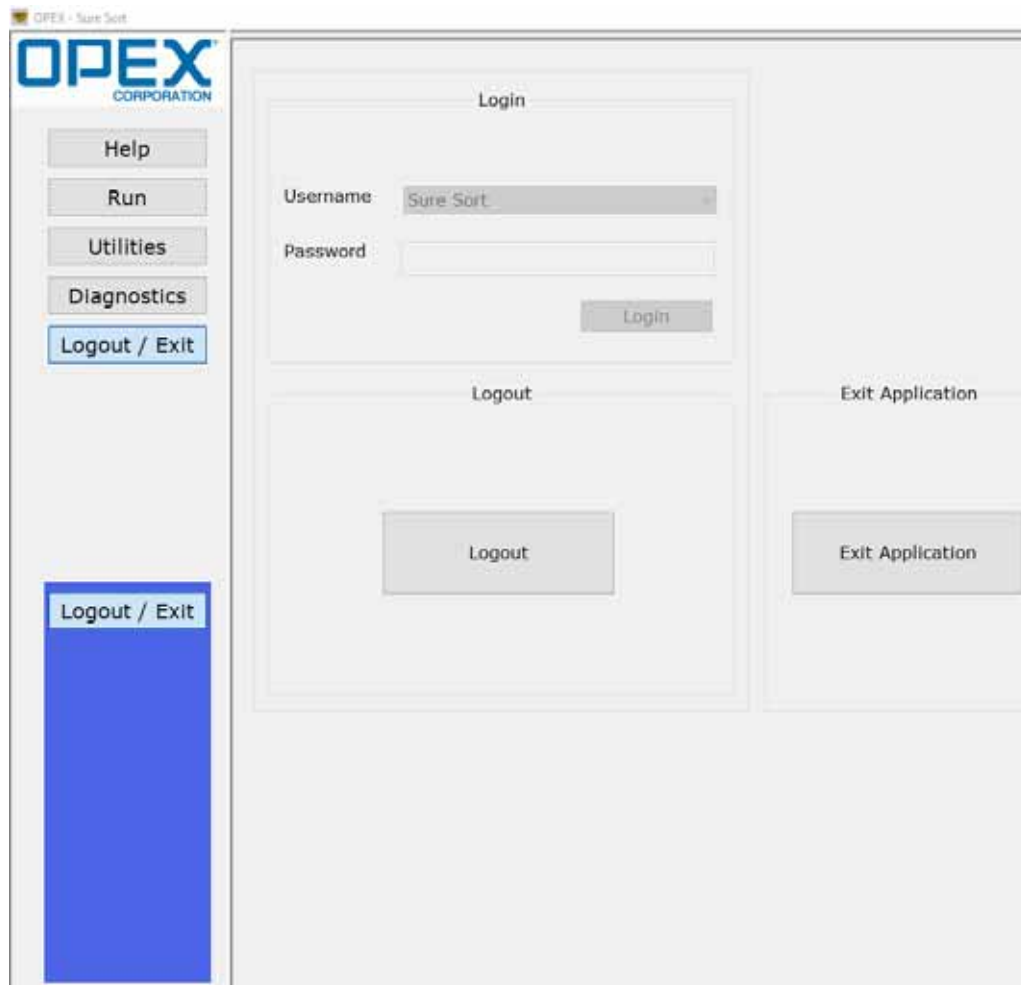 OPEX - Sure Sort
OPEX
CORPORATION
Help
Run
Utilities
Diagnostics
Logout / Exit
Logout / Exit
Login
Username
Sure Sort
Password
Login
Logout
Logout
Exit Application
Exit Application